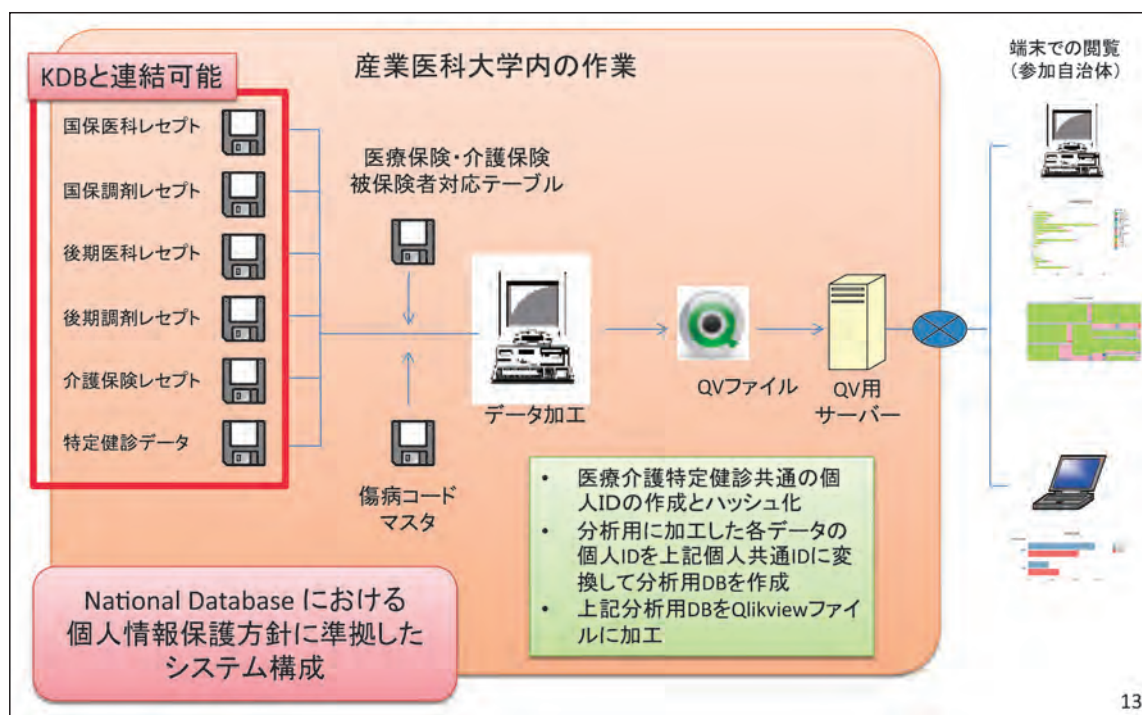 産業医科大学内の作業
KDBと連結可能
国保医科レセプト
国保調剤レセプト
後期医科レセプト
後期調剤レセプト
介護保険レセプト
特定健診データ
医療保険・介護保険
被保険者対応テーブル
傷病コード
マスタ
データ加工
QVファイル
QV用
サーバー
端末での閲覧
（参加自治体）
• 医療介護特定健診共通の個
人IDの作成とハッシュ化
• 分析用に加工した各データの
個人IDを上記個人共通IDに変
換して分析用DBを作成
• 上記分析用DBをQlikviewファイ
ルに加工
National Database における
個人情報保護方針に準拠した
システム構成
13